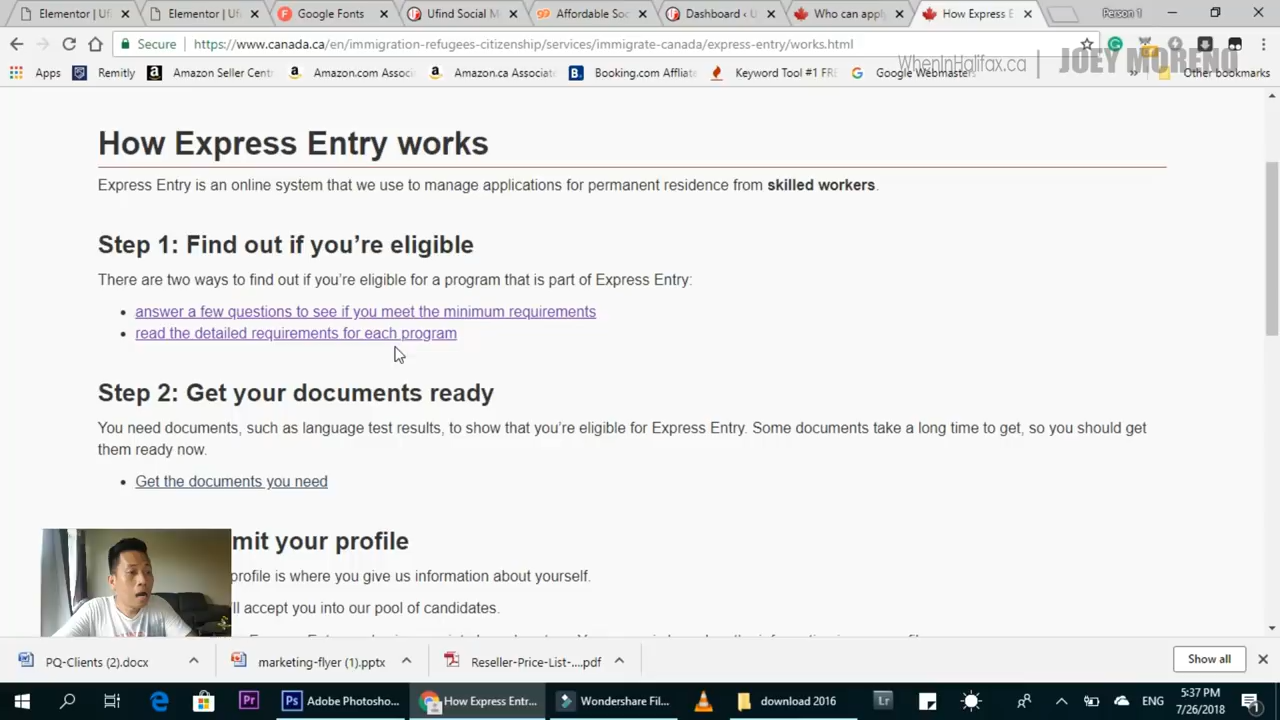 Elementor | Uf
Elementor | Uf
Google Fonts
Ufind Social M
Affordable Soc
Dashboard ‹ U
Who can apply
How Express E
Person 1
Secure
https://www.canada.ca/en/immigration-refugees-citizenship/services/immigrate-canada/express-entry/works.html
WhenInHalifax.ca | JOEY MORENO
Apps
Remitly
Amazon Seller Cent
Amazon.com Associ
Amazon.ca Associate
Booking.com Affliate
Keyword Tool #1 FRE
Google Webmasters
Other bookmarks
How Express Entry works
Express Entry is an online system that we use to manage applications for permanent residence from skilled workers.
Step 1: Find out if you’re eligible
There are two ways to find out if you’re eligible for a program that is part of Express Entry:
answer a few questions to see if you meet the minimum requirements
read the detailed requirements for each program
Step 2: Get your documents ready
You need documents, such as language test results, to show that you’re eligible for Express Entry. Some documents take a long time to get, so you should get
them ready now.
Get the documents you need
mit your profile
profile is where you give us information about yourself.
ll accept you into our pool of candidates.
PQ-Clients (2).docx
marketing-flyer (1).pptx
Reseller-Price-List-....pdf
Show all
Adobe Photosho...
How Express Entr...
Wondershare Fil...
download 2016
ENG
5:37 PM
7/26/2018